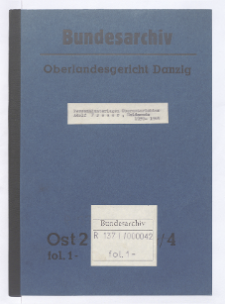 Bundesarchiv
Oberlandesgericht Danzig
Bundesarchiv
Ost 2 R 137 I/000042 /4
fol. 1- fol. 1-